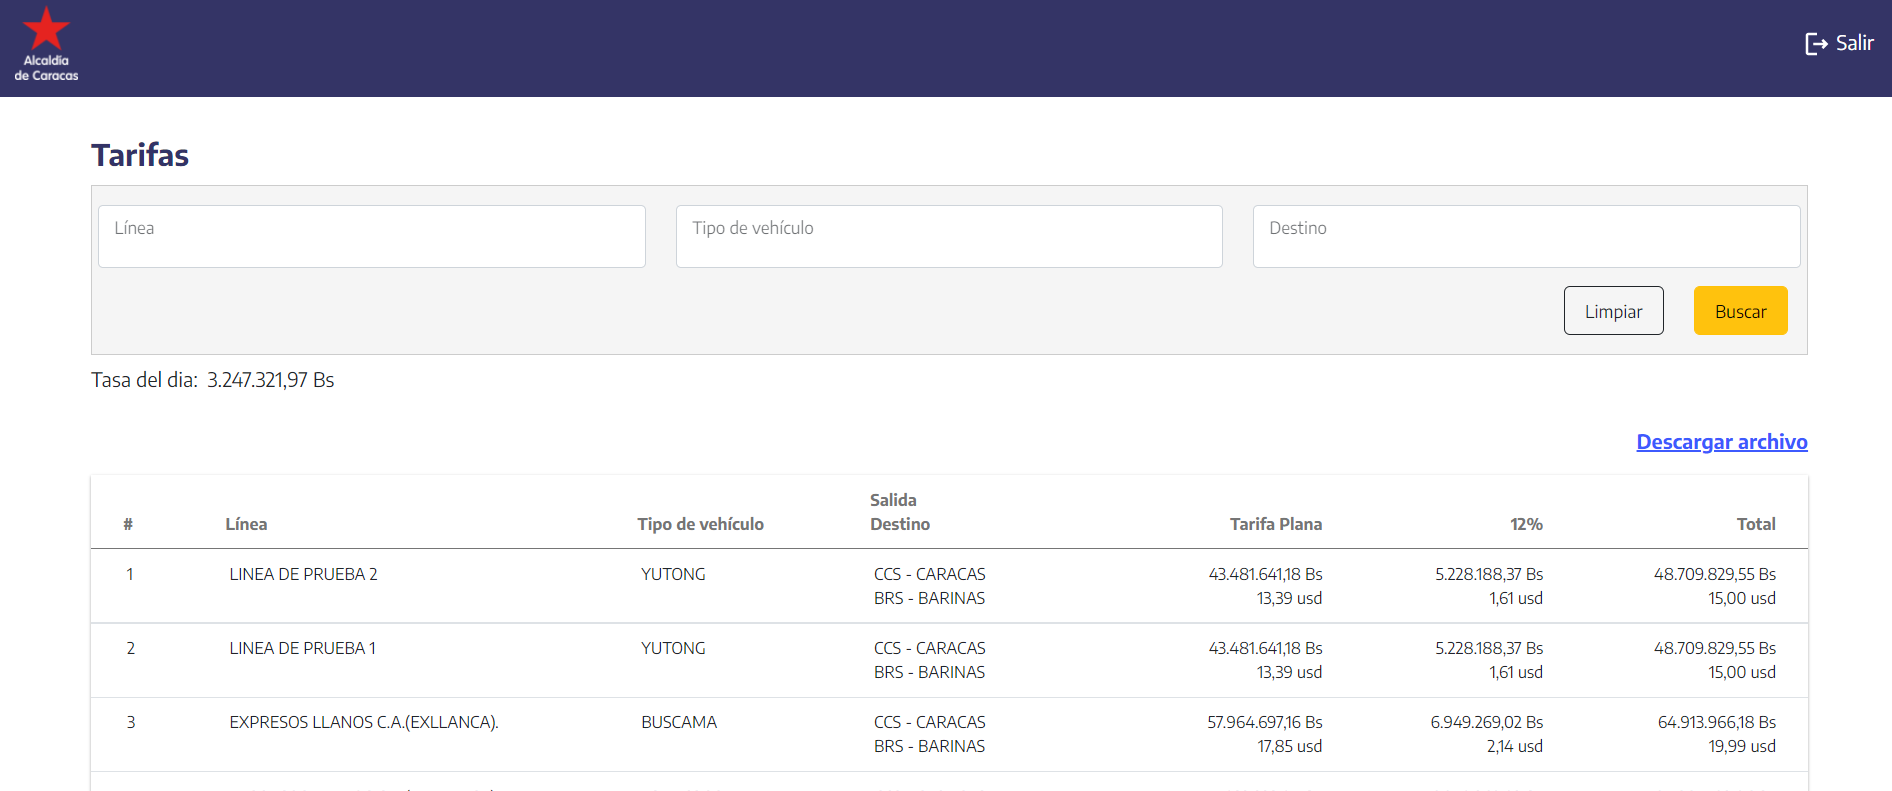 Alcaldía
de Caracas
Salir
Tarifas
Línea Tipo de vehículo Destino
Limpiar Buscar
Tasa del dia: 3.247.321,97 Bs
Descargar archivo
Salida
# Línea Tipo de vehículo Destino Tarifa Plana 12% Total
1 LINEA DE PRUEBA 2 YUTONG CCS - CARACAS 43.481.641,18 Bs 5.228.188,37 Bs 48.709.829,55 Bs
BRS - BARINAS 13,39 usd 1,61 usd 15,00 usd
2 LINEA DE PRUEBA 1 YUTONG CCS - CARACAS 43.481.641,18 Bs 5.228.188,37 Bs 48.709.829,55 Bs
BRS - BARINAS 13,39 usd 1,61 usd 15,00 usd
3 EXPRESOS LLANOS C.A.(EXLLANCA). BUSCAMA CCS - CARACAS 57.964.697,16 Bs 6.949.269,02 Bs 64.913.966,18 Bs
BRS - BARINAS 17,85 usd 2,14 usd 19,99 usd